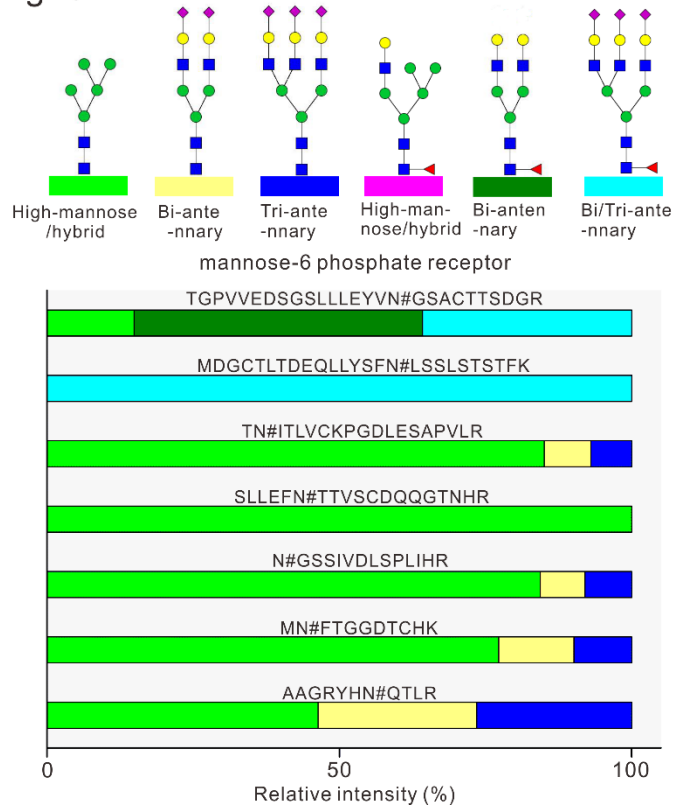 High-mannose Bi-ante Tri-ante High-man- Bi-anten Bi/Tri-ante
/hybrid -nnary -nnary nose/hybrid -nary -nnary
mannose-6 phosphate receptor
TGPVVEDSGSLLLEYVN#GSACTTSDGR
MDGCTLTDEQLLYSFN#LSSLSTSTFK
TN#ITLVCKPGDLESAPVLR
SLLEFN#TTVSCDQQGTNHR
N#GSSIVDLSPLIHR
MN#FTGGDTCHK
AAGRYHN#QTLR
0 50 100
Relative intensity (%)